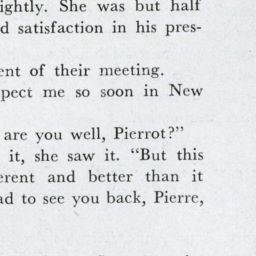 ightly. She was but half
d satisfaction in his pres-
ent of their meeting.
pect me so soon in New
are you well, Pierrot?”
it, she saw it. “But this
erent and better than it
ad to see you back, Pierre,